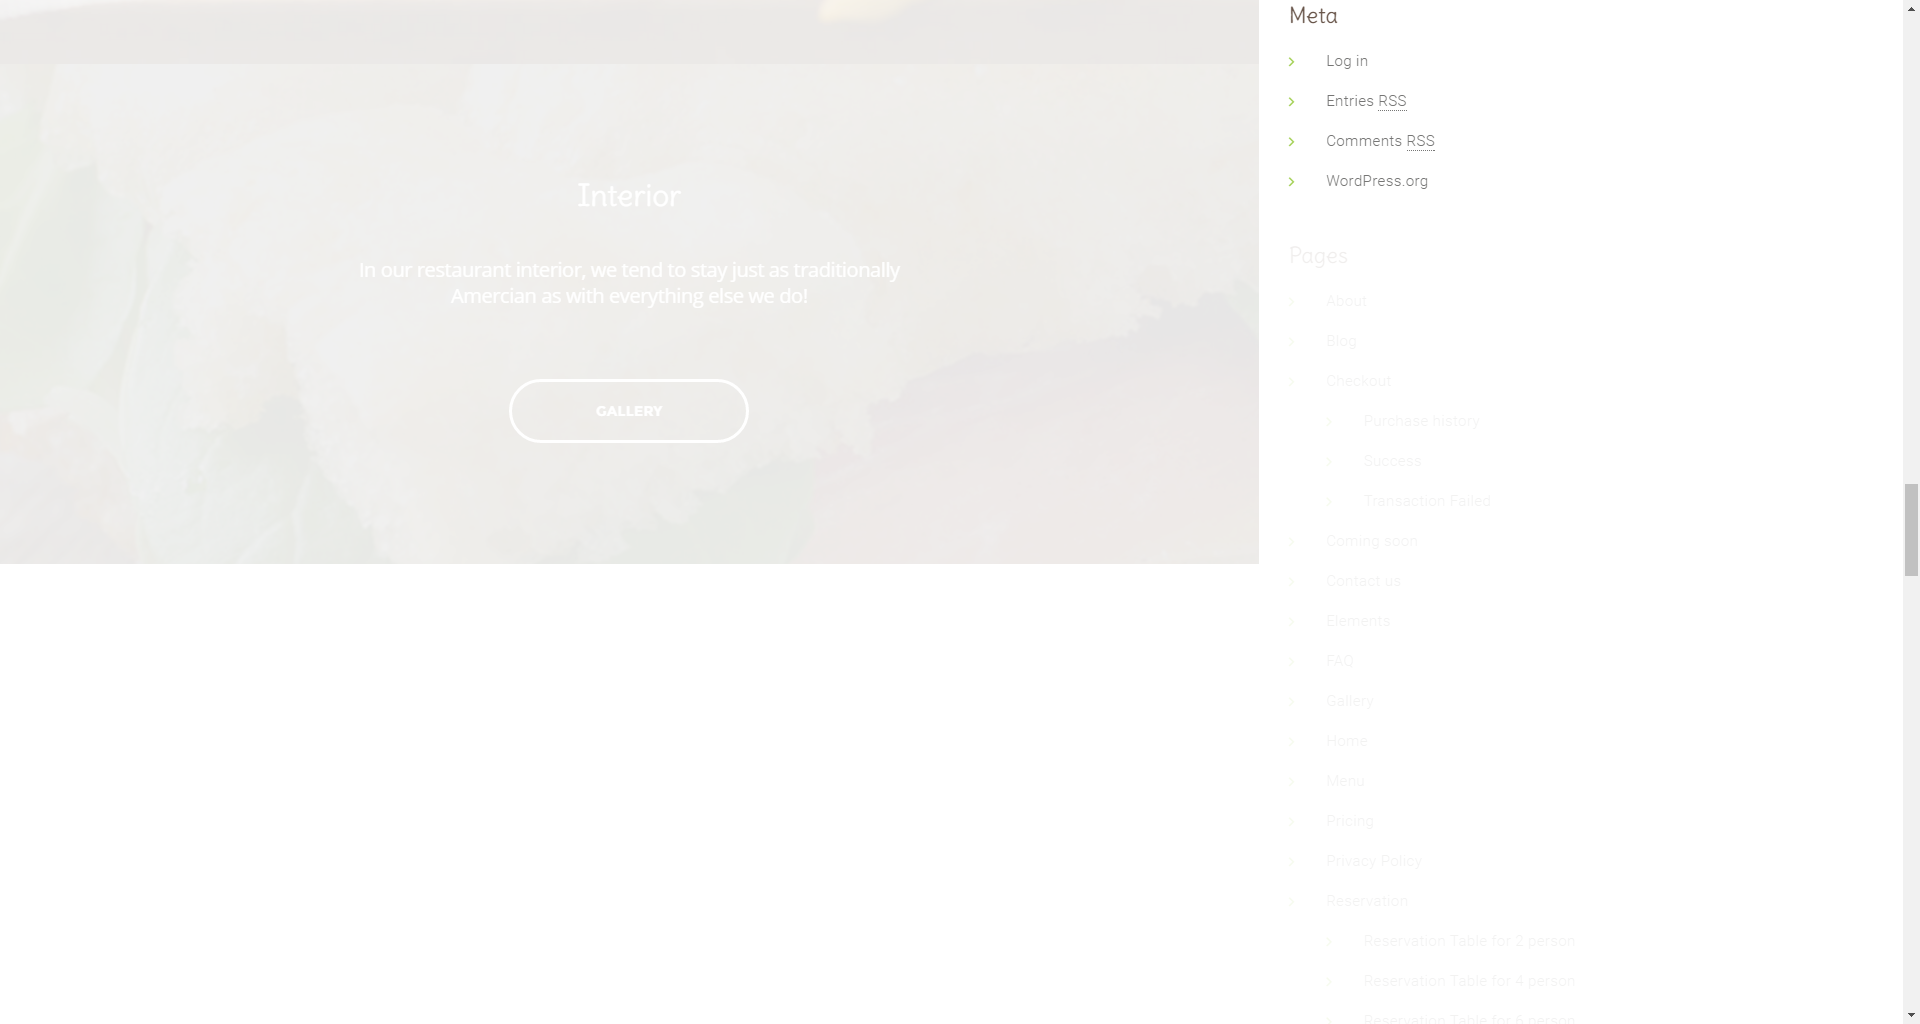 Interior
In our restaurant interior, we tend to stay just as traditionally
Amercian as with everything else we do!
GALLERY
Meta
Log in
Entries RSS
Comments RSS
WordPress.org
Pages
About
Blog
Checkout
Purchase history
Success
Transaction Failed
Coming soon
Contact us
Elements
FAQ
Gallery
Home
Menu
Pricing
Privacy Policy
Reservation
Reservation Table for 2 person
Reservation Table for 4 person
Reservation Table for 6 person